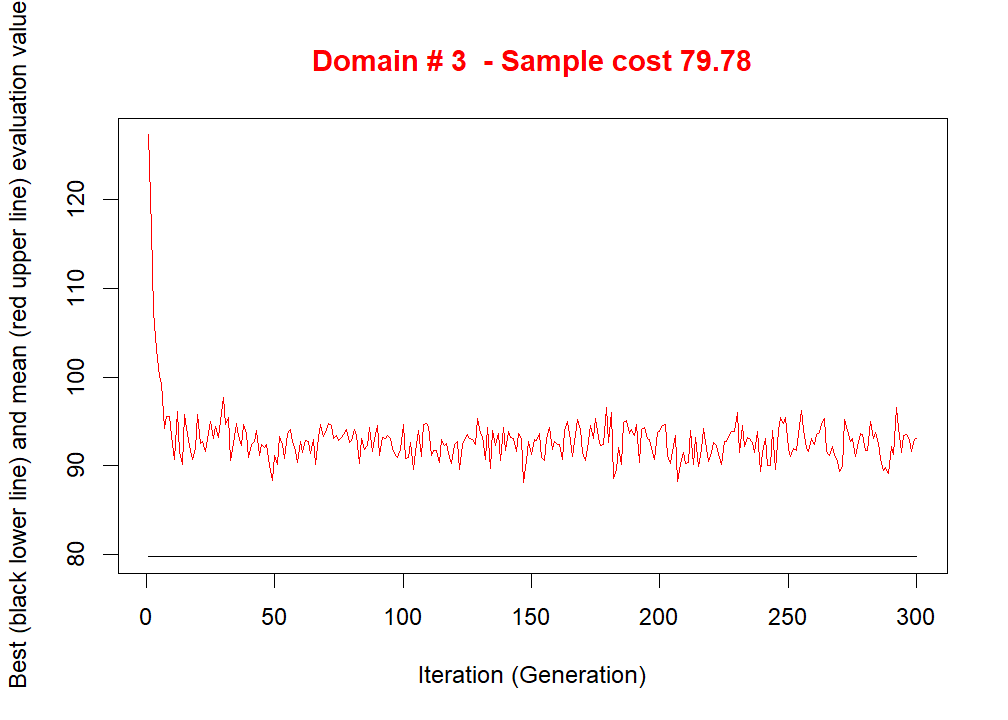 Domain # 3  - Sample cost 79.78
Best (black lower line) and mean (red upper line) evaluation value
120
110
100
90
80
0 50 100 150 200 250 300
Iteration (Generation)